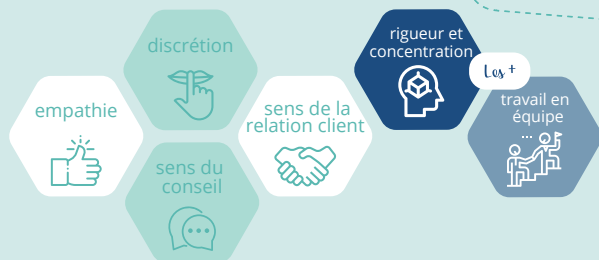 empathie
discrétion
sens du
conseil
sens de la
relation client
rigueur et
concentration
Les +
travail en
équipe